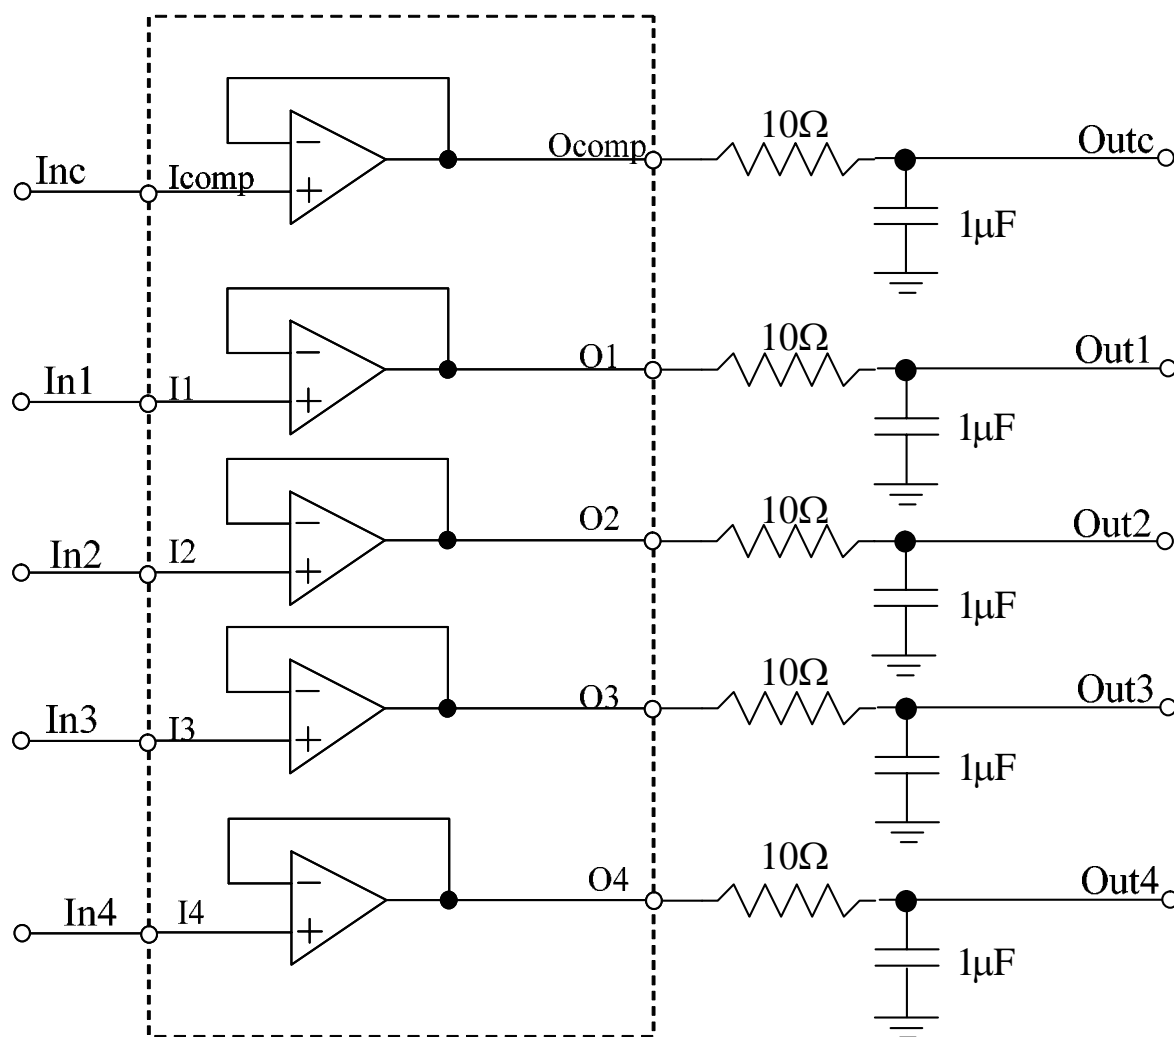 10Ω
Outc
Ocomp
Inc
Icomp
−
+
1μF
10Ω
Out1
O1
In1
I1
−
+
1μF
10Ω
Out2
O2
In2
I2
−
+
1μF
10Ω
Out3
O3
In3
I3
−
+
1μF
10Ω
Out4
O4
In4
I4
−
+
1μF